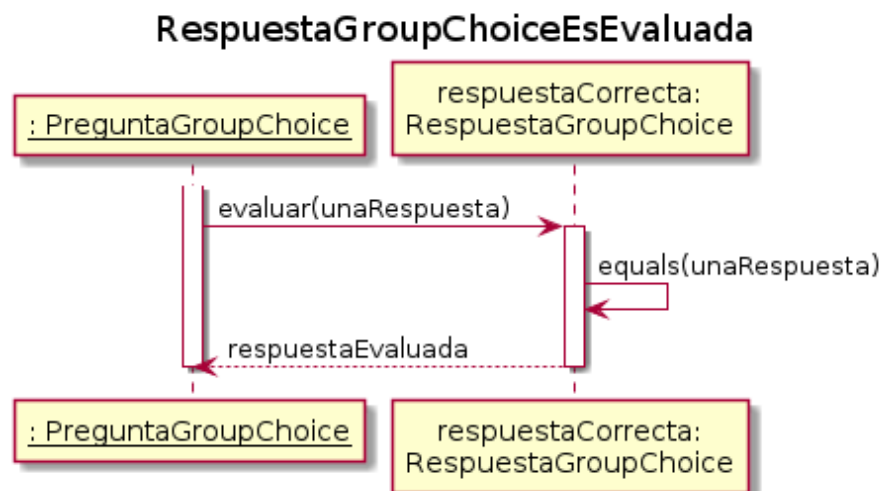 RespuestaGroupChoiceEsEvaluada
: PreguntaGroupChoice
respuestaCorrecta:
RespuestaGroupChoice
evaluar(unaRespuesta)
equals(unaRespuesta)
respuestaEvaluada
: PreguntaGroupChoice
respuestaCorrecta:
RespuestaGroupChoice